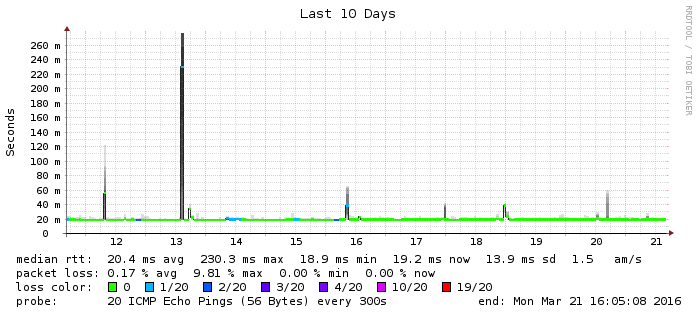 Last 10 Days
RRDTOOL / TOBI OETIKER
Seconds
260 m
240 m
220 m
200 m
180 m
160 m
140 m
120 m
100 m
80 m
60 m
40 m
20 m
0
12 13 14 15 16 17 18 19 20 21
median rtt: 20.4 ms avg 230.3 ms max 18.9 ms min 19.2 ms now 13.9 ms sd 1.5 am/s
packet loss: 0.17 % avg 9.81 % max 0.00 % min 0.00 % now
loss color: 0 1/20 2/20 3/20 4/20 10/20 19/20
probe: 20 ICMP Echo Pings (56 Bytes) every 300s end: Mon Mar 21 16:05:08 2016